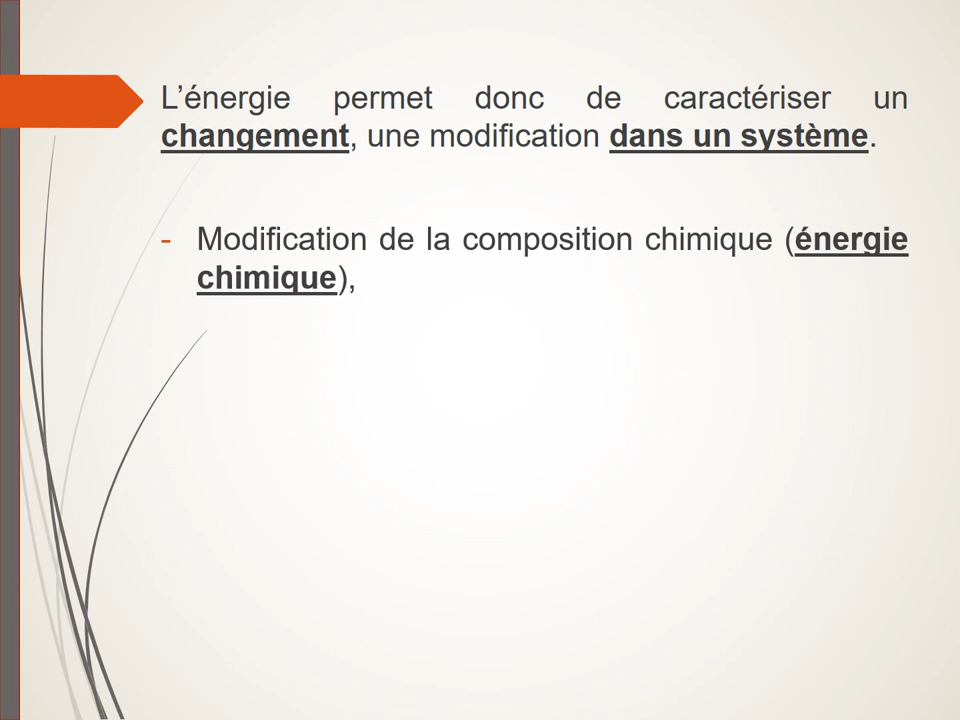 L’énergie permet donc de caractériser un
changement, une modification dans un système.
- Modification de la composition chimique (énergie
chimique),